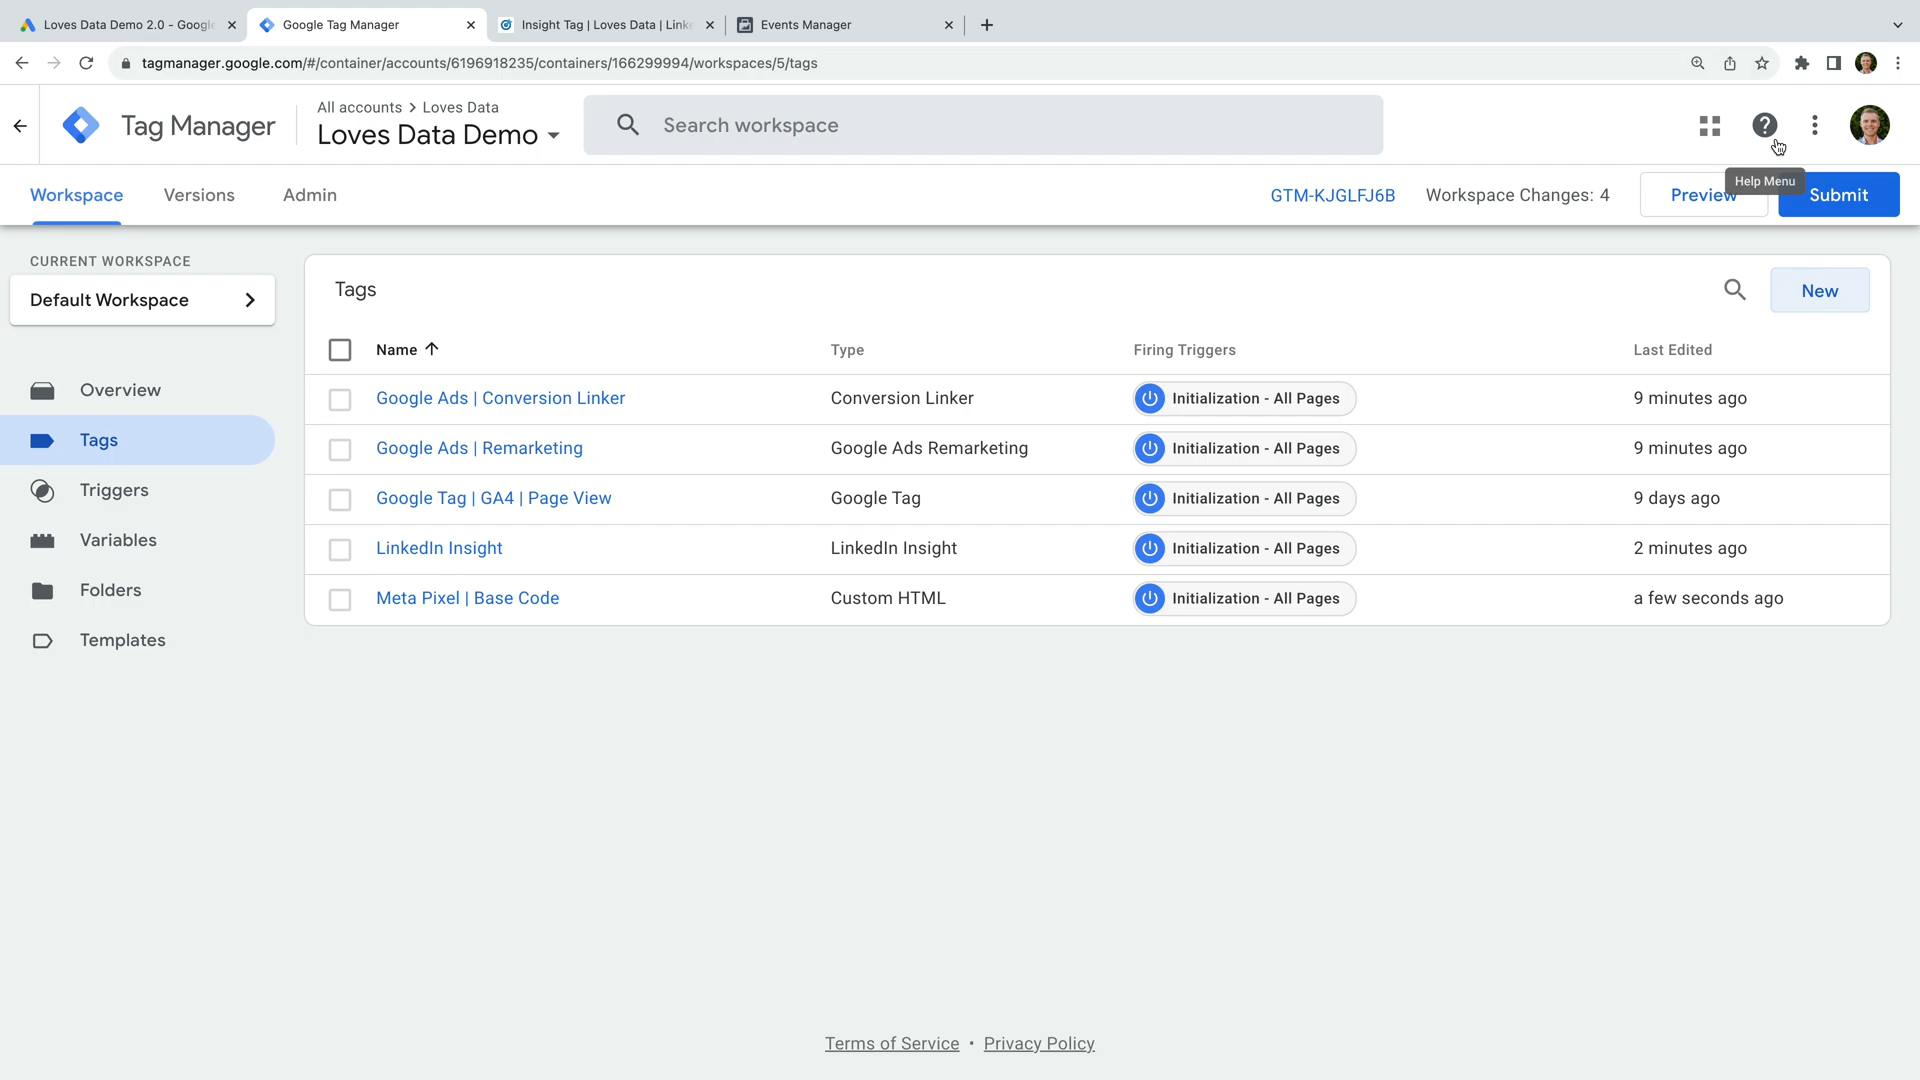 Loves Data Demo 2.0 - Google
Google Tag Manager
Insight Tag | Loves Data | Linke
Events Manager
tagmanager.google.com/#/container/accounts/6196918235/containers/166299994/workspaces/5/tags
Tag Manager
All accounts > Loves Data
Loves Data Demo
Search workspace
Help Menu
Workspace
Versions
Admin
GTM-KJGLFJ6B
Workspace Changes: 4
Preview
Submit
CURRENT WORKSPACE
Default Workspace
Overview
Tags
Triggers
Variables
Folders
Templates
Tags
New
Name Type Firing Triggers Last Edited
Google Ads | Conversion Linker Conversion Linker Initialization - All Pages 9 minutes ago
Google Ads | Remarketing Google Ads Remarketing Initialization - All Pages 9 minutes ago
Google Tag | GA4 | Page View Google Tag Initialization - All Pages 9 days ago
LinkedIn Insight LinkedIn Insight Initialization - All Pages 2 minutes ago
Meta Pixel | Base Code Custom HTML Initialization - All Pages a few seconds ago
Terms of Service • Privacy Policy